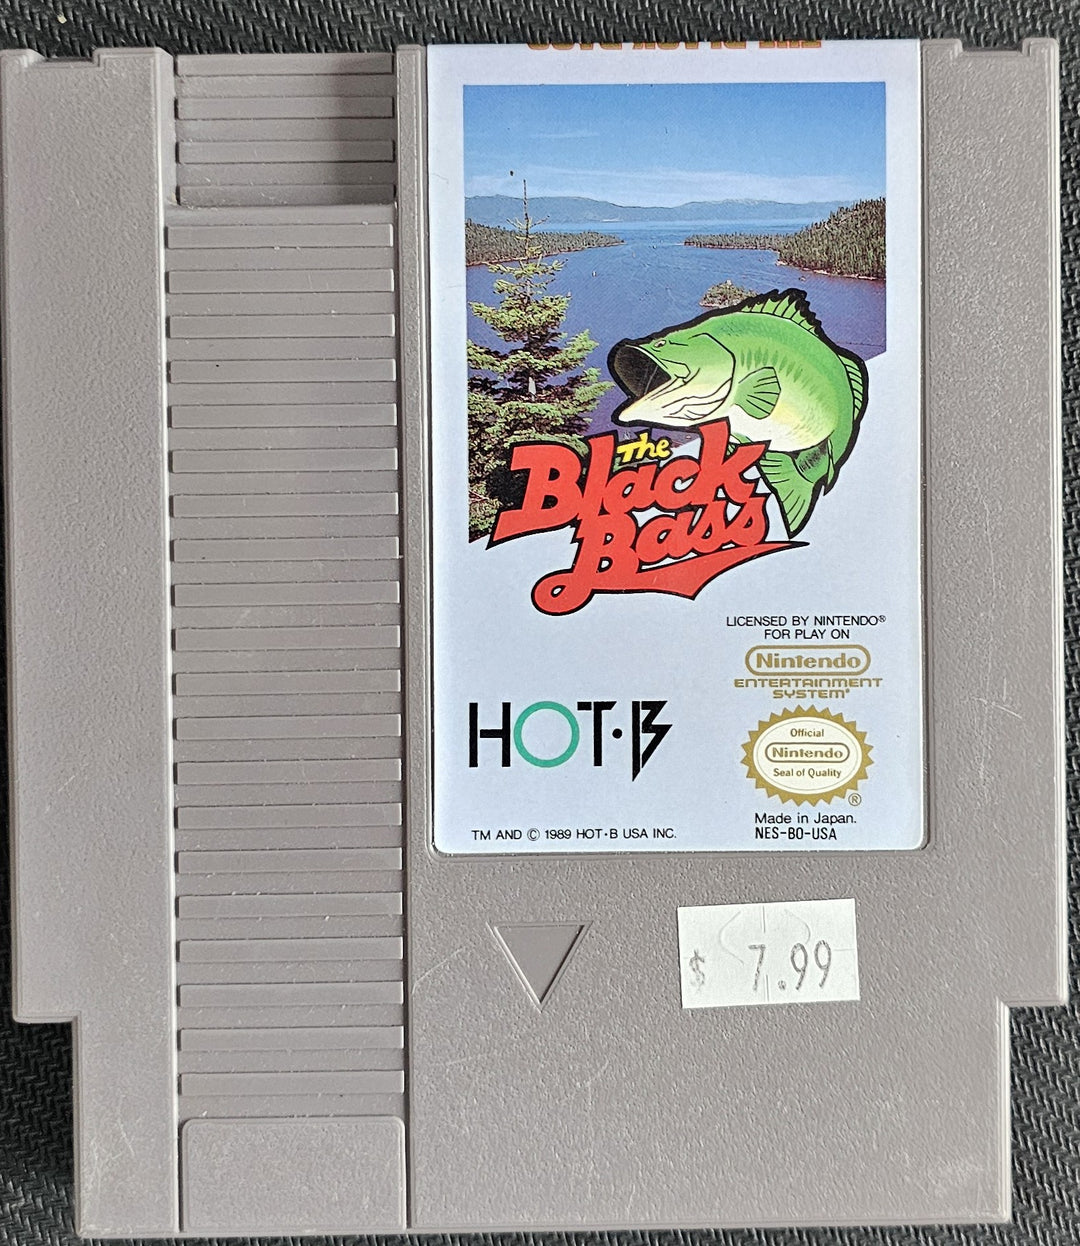 The
Black
Bass
LICENSED BY NINTENDO®
FOR PLAY ON
Nintendo
ENTERTAINMENT
SYSTEM®
HOT·B
Official
Nintendo
Seal of Quality
®
TM AND © 1989 HOT·B USA INC.
Made in Japan.
NES-BO-USA
$ 7.99